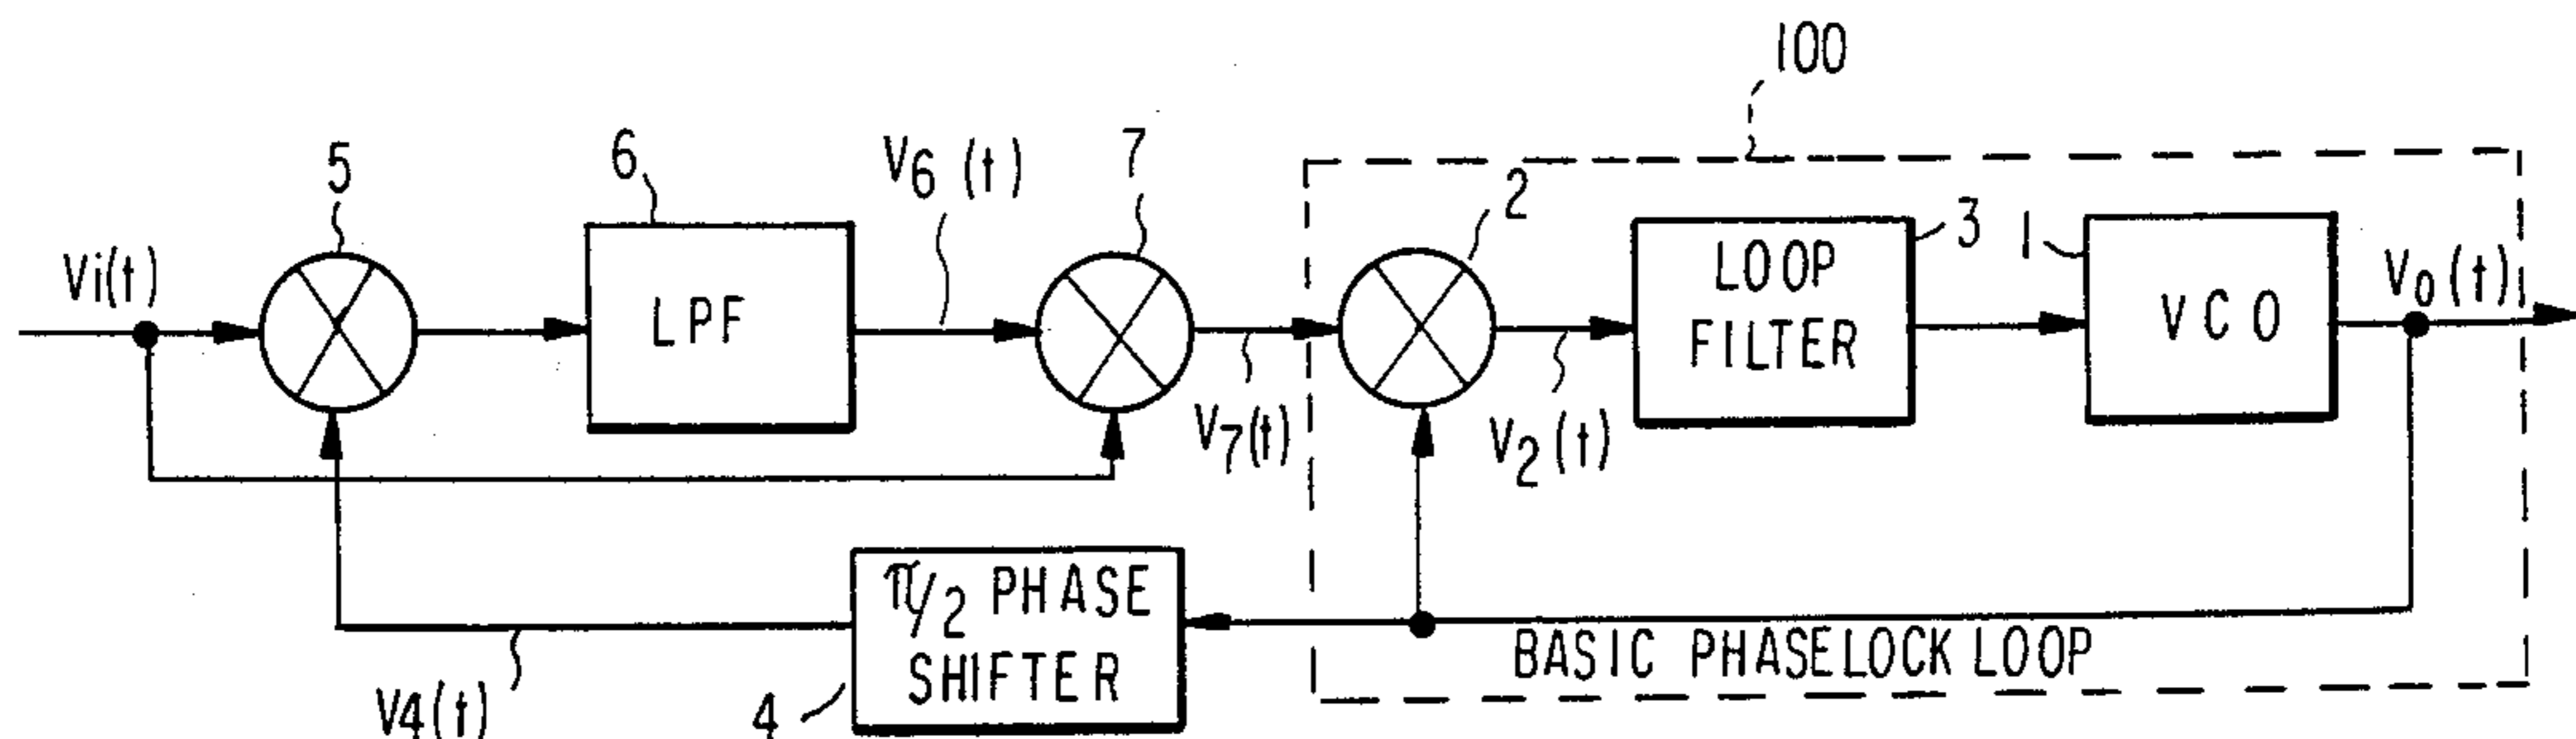 100
5
6
V6 (t)
7
2
3
1
Vi(t)
LPF
LOOP
FILTER
VCO
V0 (t)
V7(t)
V2 (t)
π/2 PHASE
SHIFTER
BASIC PHASELOCK LOOP
V4(t)
4